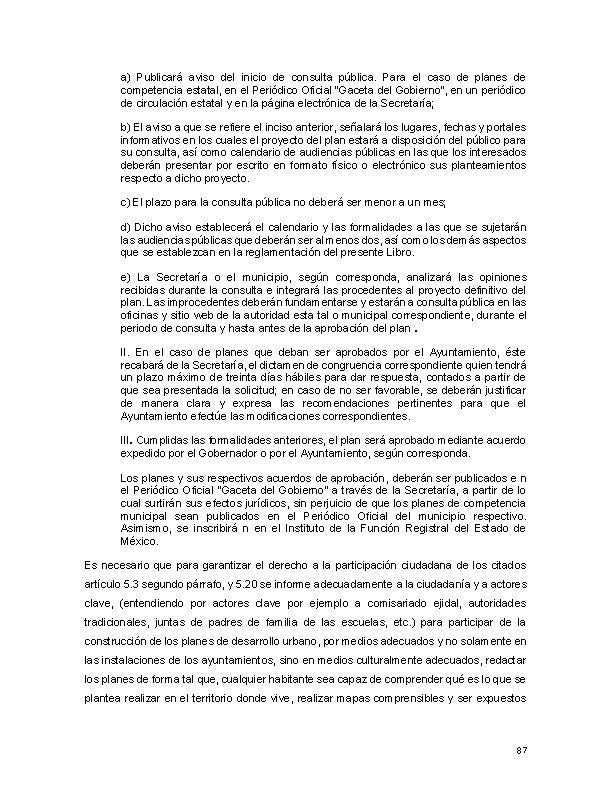 a) Publicará aviso del inicio de consulta pública. Para el caso de planes de
competencia estatal, en el Periódico Oficial "Gaceta del Gobierno", en un periódico
de circulación estatal y en la página electrónica de la Secretaría;
b) El aviso a que se refiere el inciso anterior, señalará los lugares, fechas y portales
informativos en los cuales el proyecto del plan estará a disposición del público para
su consulta, así como calendario de audiencias públicas en las que los interesados
deberán presentar por escrito en formato físico o electrónico sus planteamientos
respecto a dicho proyecto.
c) El plazo para la consulta pública no deberá ser menor a un mes;
d) Dicho aviso establecerá el calendario y las formalidades a las que se sujetarán
las audiencias públicas que deberán ser al menos dos, así como los demás aspectos
que se establezcan en la reglamentación del presente Libro.
e) La Secretaría o el municipio, según corresponda, analizará las opiniones
recibidas durante la consulta e integrará las procedentes al proyecto definitivo del
plan. Las improcedentes deberán fundamentarse y estarán a consulta pública en las
oficinas y sitio web de la autoridad esta tal o municipal correspondiente, durante el
periodo de consulta y hasta antes de la aprobación del plan .
II. En el caso de planes que deban ser aprobados por el Ayuntamiento, éste
recabará de la Secretaría, el dictamen de congruencia correspondiente quien tendrá
un plazo máximo de treinta días hábiles para dar respuesta, contados a partir de
que sea presentada la solicitud; en caso de no ser favorable, se deberán justificar
de manera clara y expresa las recomendaciones pertinentes para que el
Ayuntamiento efectúe las modificaciones correspondientes.
III. Cumplidas las formalidades anteriores, el plan será aprobado mediante acuerdo
expedido por el Gobernador o por el Ayuntamiento, según corresponda.
Los planes y sus respectivos acuerdos de aprobación, deberán ser publicados e n
el Periódico Oficial "Gaceta del Gobierno" a través de la Secretaría, a partir de lo
cual surtirán sus efectos jurídicos, sin perjuicio de que los planes de competencia
municipal sean publicados en el Periódico Oficial del municipio respectivo.
Asimismo, se inscribirá n en el Instituto de la Función Registral del Estado de
México.
Es necesario que para garantizar el derecho a la participación ciudadana de los citados
artículo 5.3 segundo párrafo, y 5.20 se informe adecuadamente a la ciudadanía y a actores
clave, (entendiendo por actores clave por ejemplo a comisariado ejidal, autoridades
tradicionales, juntas de padres de familia de las escuelas, etc.) para participar de la
construcción de los planes de desarrollo urbano, por medios adecuados y no solamente en
las instalaciones de los ayuntamientos, sino en medios culturalmente adecuados, redactar
los planes de forma tal que, cualquier habitante sea capaz de comprender qué es lo que se
plantea realizar en el territorio donde vive, realizar mapas comprensibles y ser expuestos
87